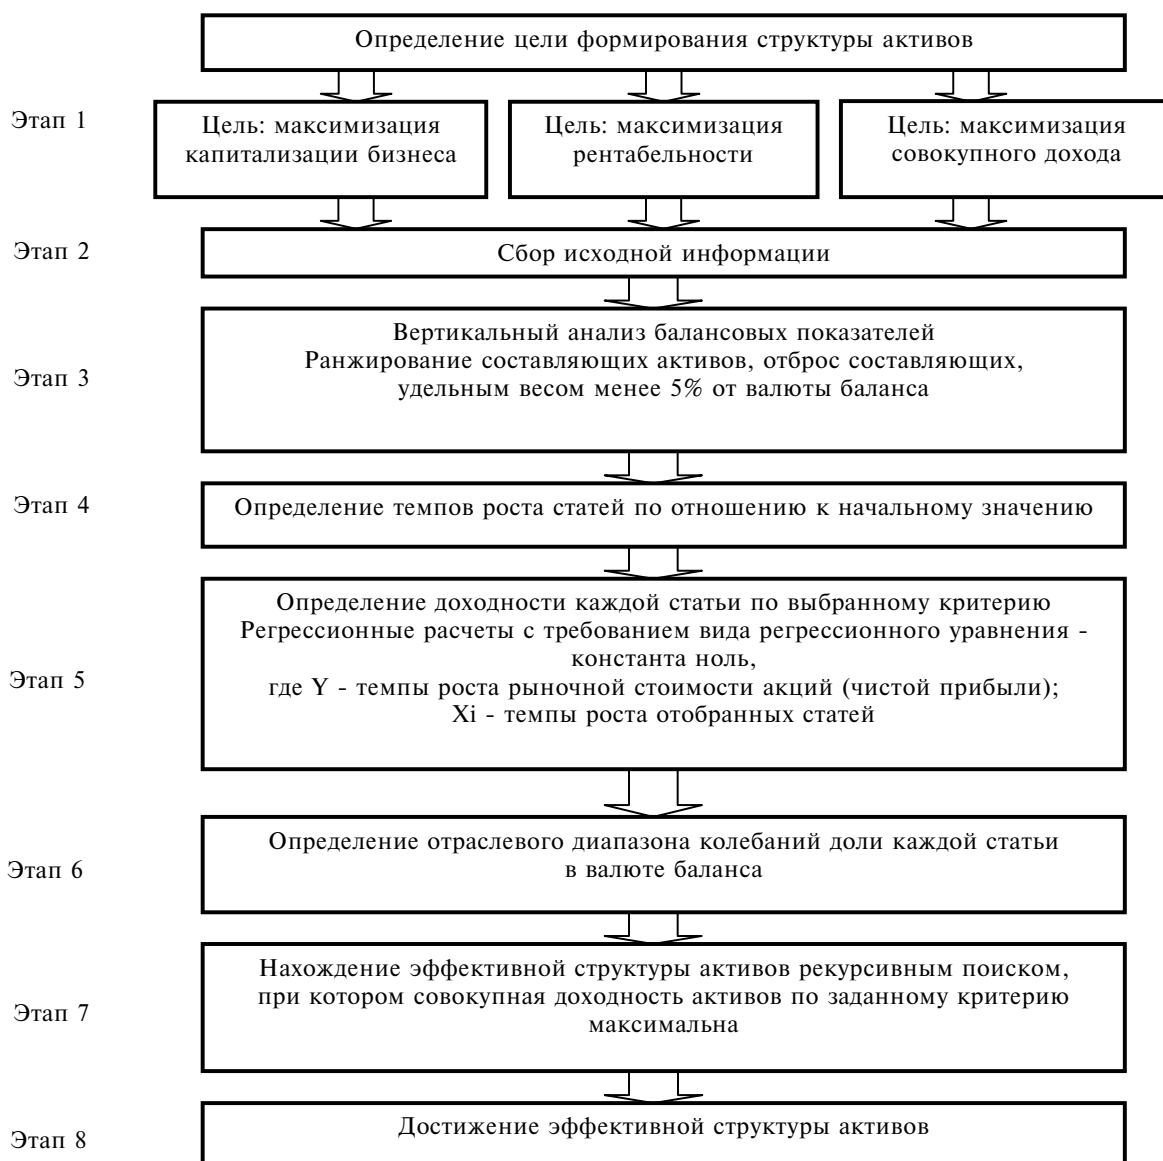 Определение цели формирования структуры активов
Этап 1
Цель: максимизация
капитализации бизнеса
Цель: максимизация
рентабельности
Цель: максимизация
совокупного дохода
Этап 2
Сбор исходной информации
Этап 3
Вертикальный анализ балансовых показателей
Ранжирование составляющих активов, отброс составляющих,
удельным весом менее 5% от валюты баланса
Этап 4
Определение темпов роста статей по отношению к начальному значению
Этап 5
Определение доходности каждой статьи по выбранному критерию
Регрессионные расчеты с требованием вида регрессионного уравнения -
константа ноль,
где Y - темпы роста рыночной стоимости акций (чистой прибыли);
Xi - темпы роста отобранных статей
Этап 6
Определение отраслевого диапазона колебаний доли каждой статьи
в валюте баланса
Этап 7
Нахождение эффективной структуры активов рекурсивным поиском,
при котором совокупная доходность активов по заданному критерию
максимальна
Этап 8
Достижение эффективной структуры активов